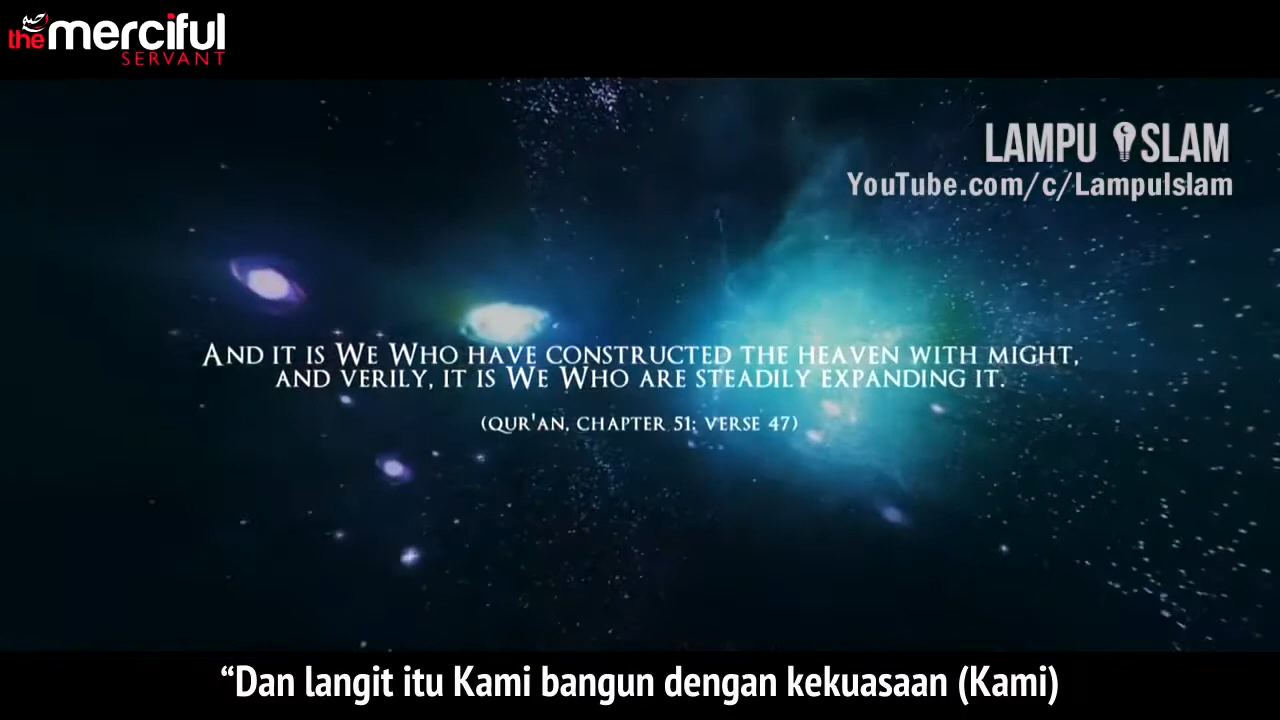 the merciful
SERVANT
LAMPU ISLAM
YouTube.com/c/LampuIslam
AND IT IS WE WHO HAVE CONSTRUCTED THE HEAVEN WITH MIGHT,
AND VERILY, IT IS WE WHO ARE STEADILY EXPANDING IT.
(QUR'AN, CHAPTER 51: VERSE 47)
“Dan langit itu Kami bangun dengan kekuasaan (Kami)